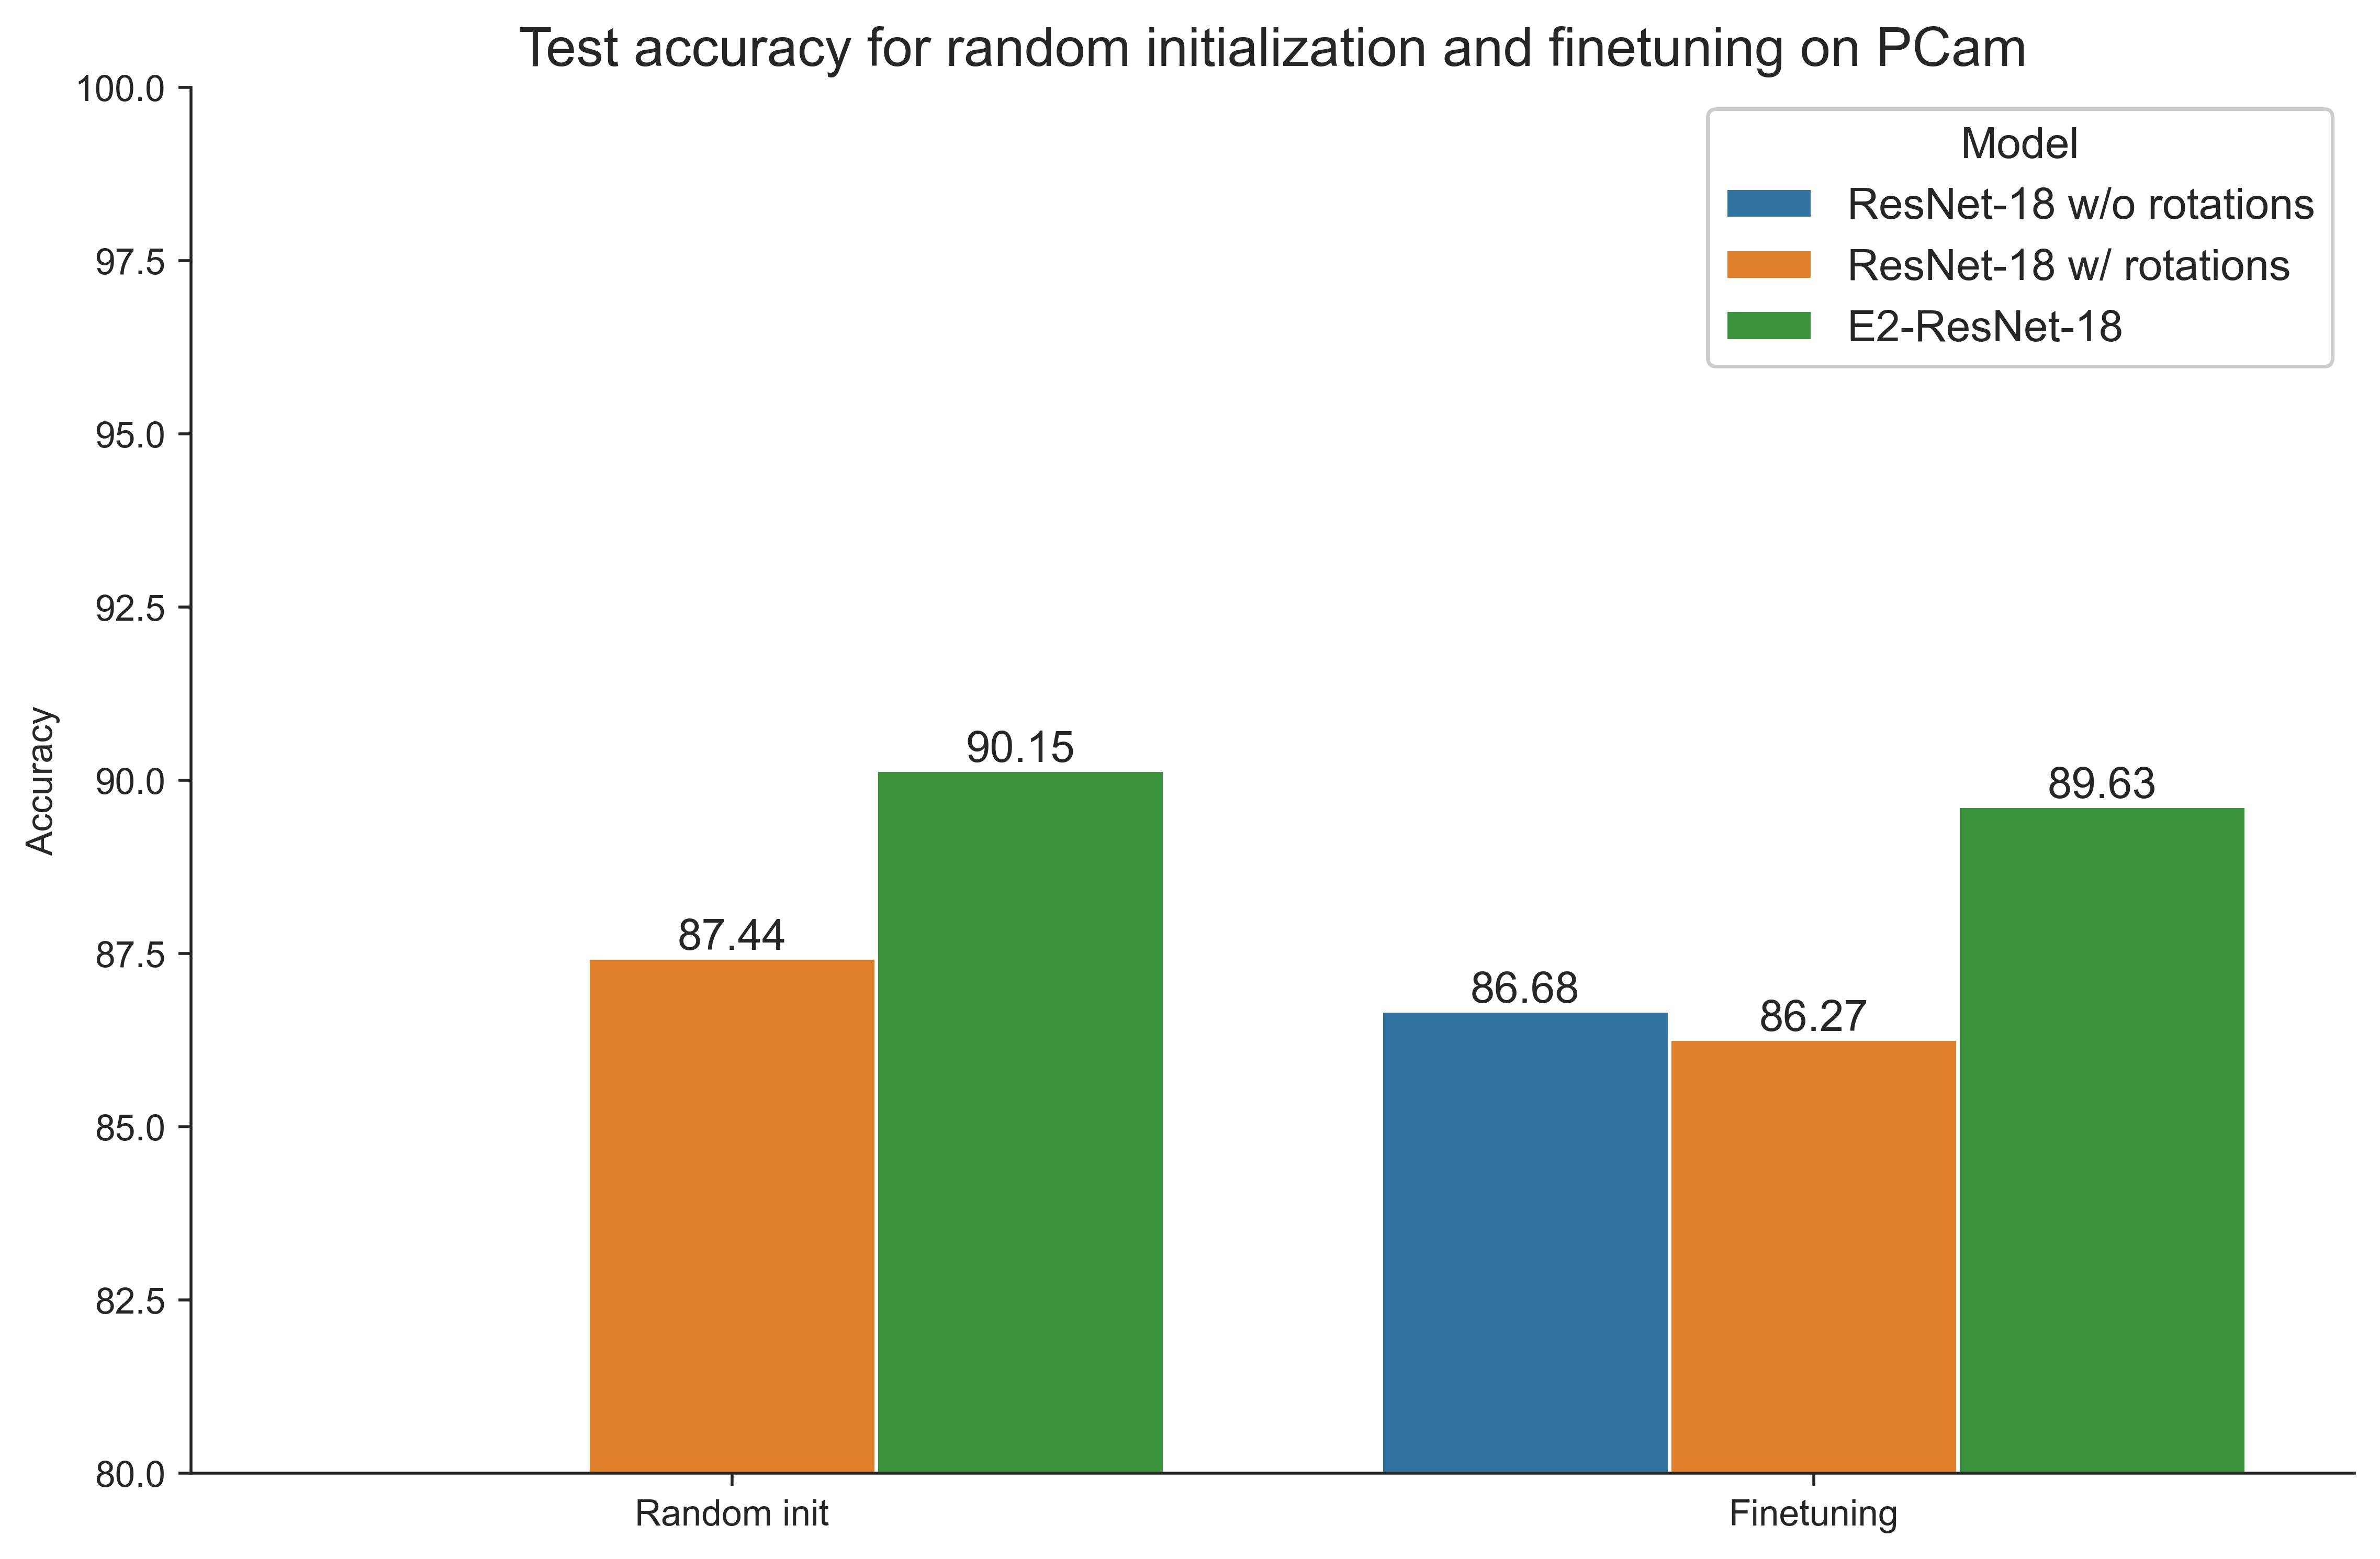 Test accuracy for random initialization and finetuning on PCam
Model
ResNet-18 w/o rotations
ResNet-18 w/ rotations
E2-ResNet-18
100.0
97.5
95.0
92.5
90.0
87.5
85.0
82.5
80.0
Accuracy
87.44
90.15
86.68
86.27
89.63
Random init
Finetuning